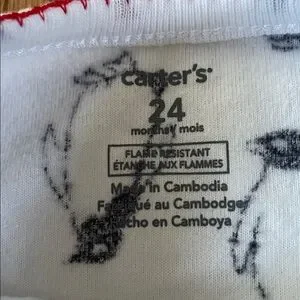 carter's
24
months / mois
FLAME RESISTANT
ÉTANCHE AUX FLAMMES
Made in Cambodia
Fabriqué au Cambodge
Hecho en Camboya